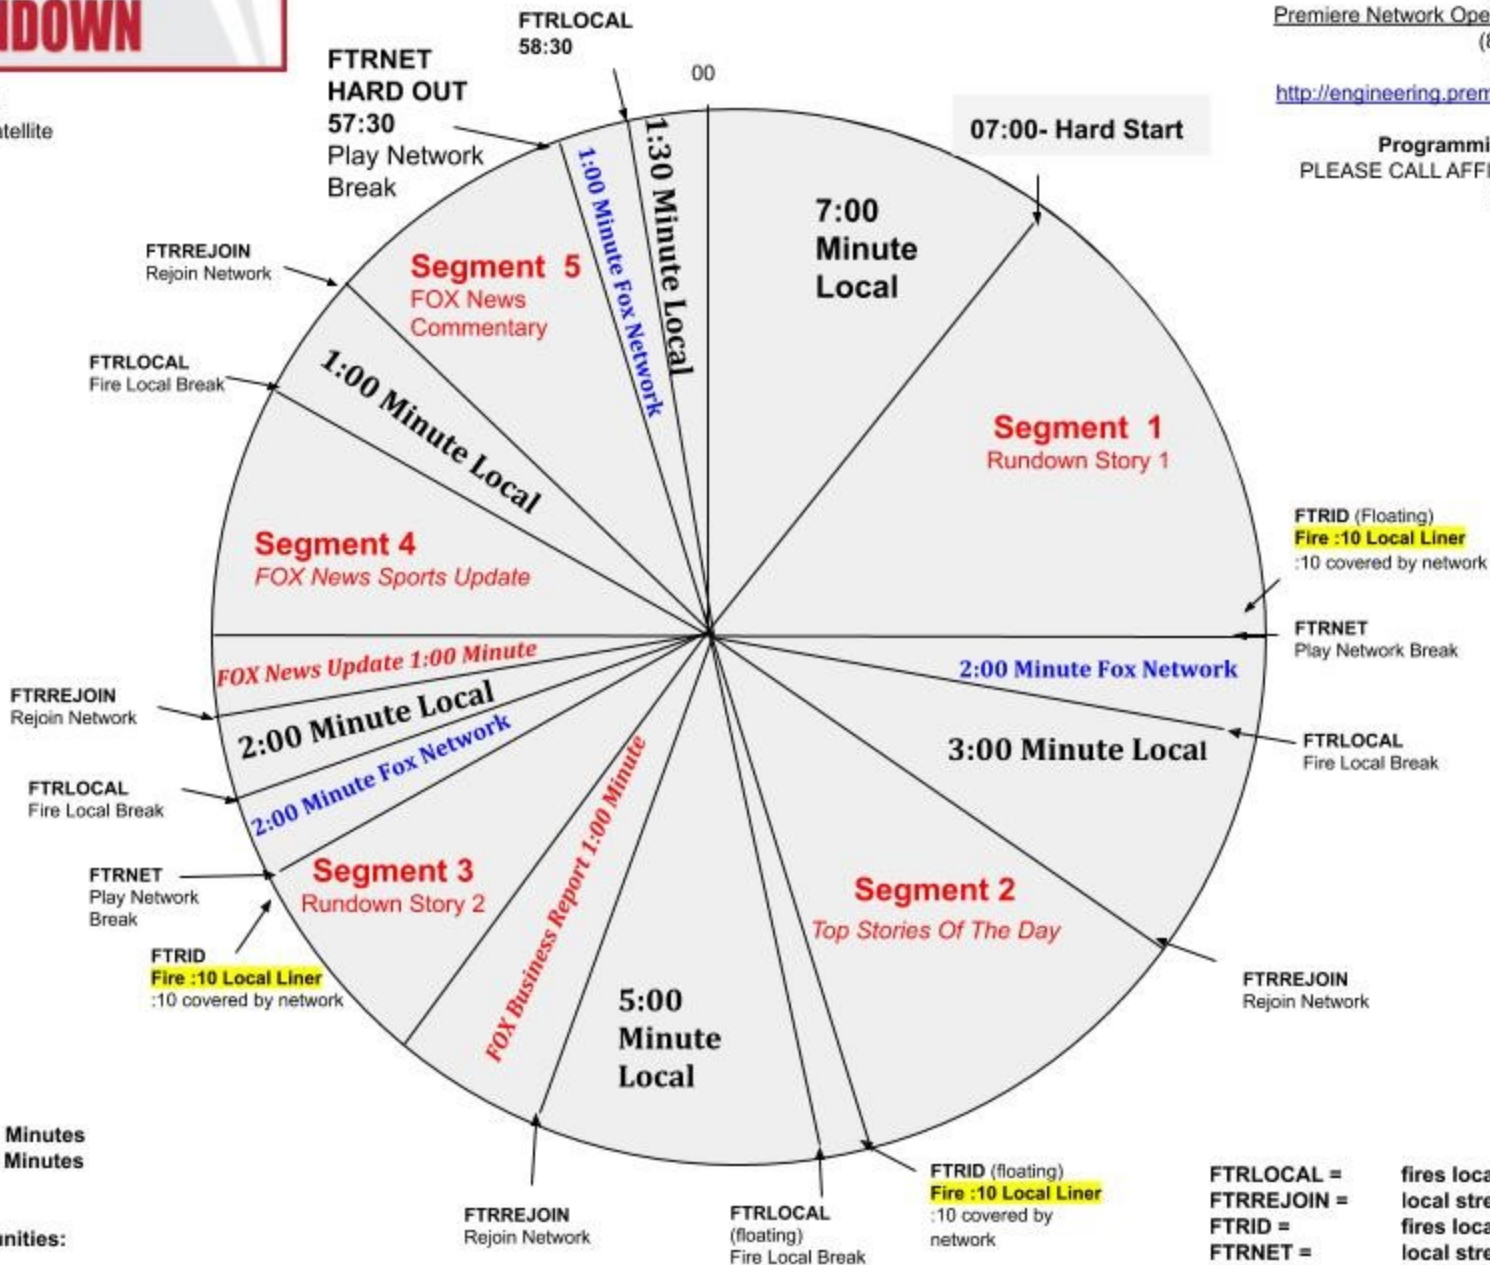 NDOWN
FTRLOCAL
58:30
Premiere Network Ope
(8
FTRNET
HARD OUT
57:30
Play Network
Break
00
http://engineering.prem
tellite
07:00- Hard Start
Programmi
PLEASE CALL AFFI
1:30 Minute Local
1:00 Minute Fox Network
7:00
Minute
Local
FTRREJOIN
Rejoin Network
Segment 5
FOX News
Commentary
FTRLOCAL
Fire Local Break
1:00 Minute Local
Segment 1
Rundown Story 1
FTRID (Floating)
Fire :10 Local Liner
:10 covered by network
Segment 4
FOX News Sports Update
FTRNET
Play Network Break
FOX News Update 1:00 Minute
2:00 Minute Fox Network
FTRREJOIN
Rejoin Network
2:00 Minute Local
3:00 Minute Local
FTRLOCAL
Fire Local Break
FTRLOCAL
Fire Local Break
2:00 Minute Fox Network
FTRNET
Play Network
Break
Segment 3
Rundown Story 2
FOX Business Report 1:00 Minute
Segment 2
Top Stories Of The Day
FTRID
Fire :10 Local Liner
:10 covered by network
FTRREJOIN
Rejoin Network
5:00
Minute
Local
Minutes
Minutes
FTRREJOIN
Rejoin Network
FTRLOCAL
(floating)
Fire Local Break
FTRID (floating)
Fire :10 Local Liner
:10 covered by
network
nities:
FTRLOCAL = fires loca
FTRREJOIN = local stre
FTRID = fires loca
FTRNET = local stre